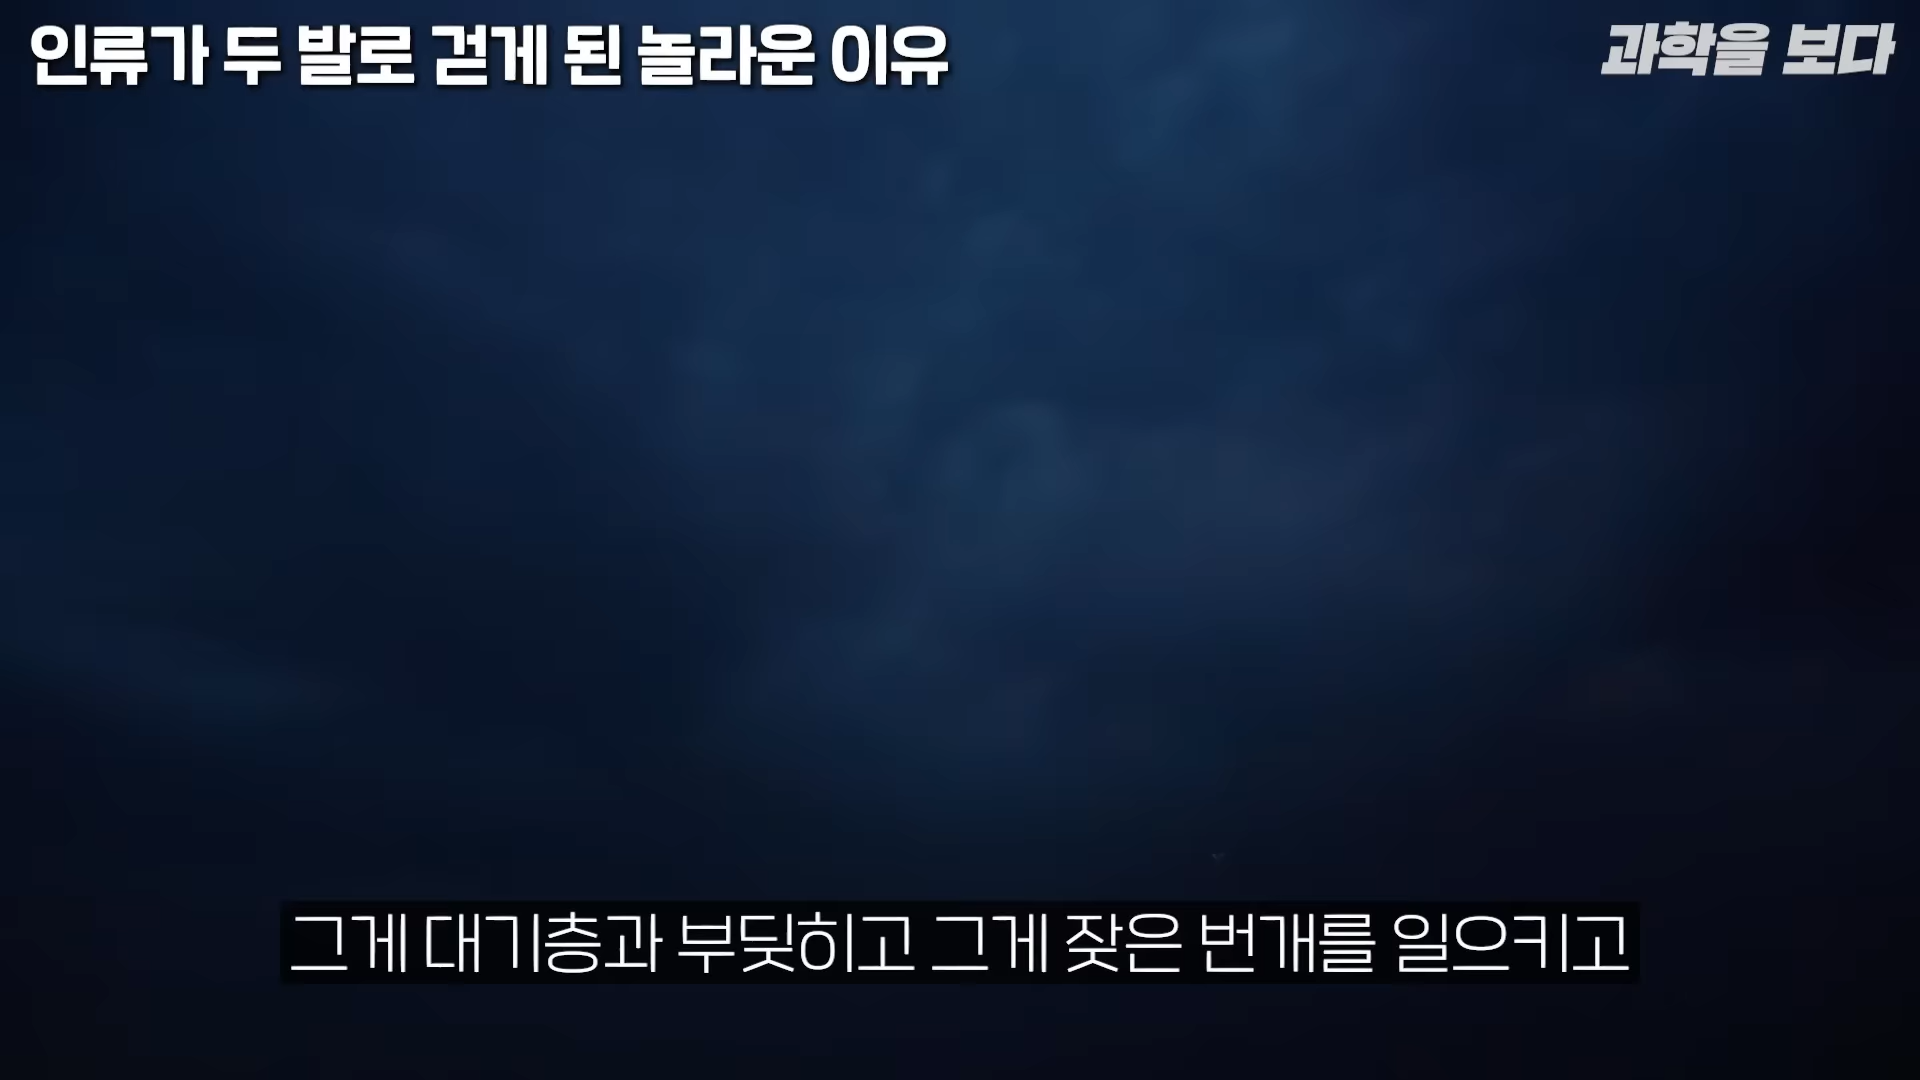 인류가 두 발로 걷게 된 놀라운 이유
과학을 보다
그게 대기층과 부딪히고 그게 잦은 번개를 일으키고